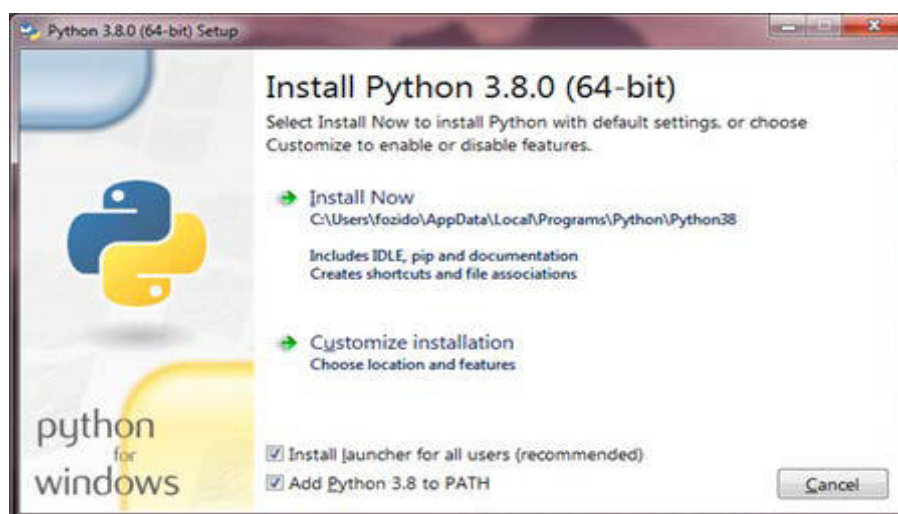 Python 3.8.0 (64-bit) Setup
Install Python 3.8.0 (64-bit)
Select Install Now to install Python with default settings, or choose
Customize to enable or disable features.
Install Now
C:\Users\fozido\AppData\Local\Programs\Python\Python38
Includes IDLE, pip and documentation
Creates shortcuts and file associations
Customize installation
Choose location and features
python
for
windows
Install launcher for all users (recommended)
Add Python 3.8 to PATH
Cancel